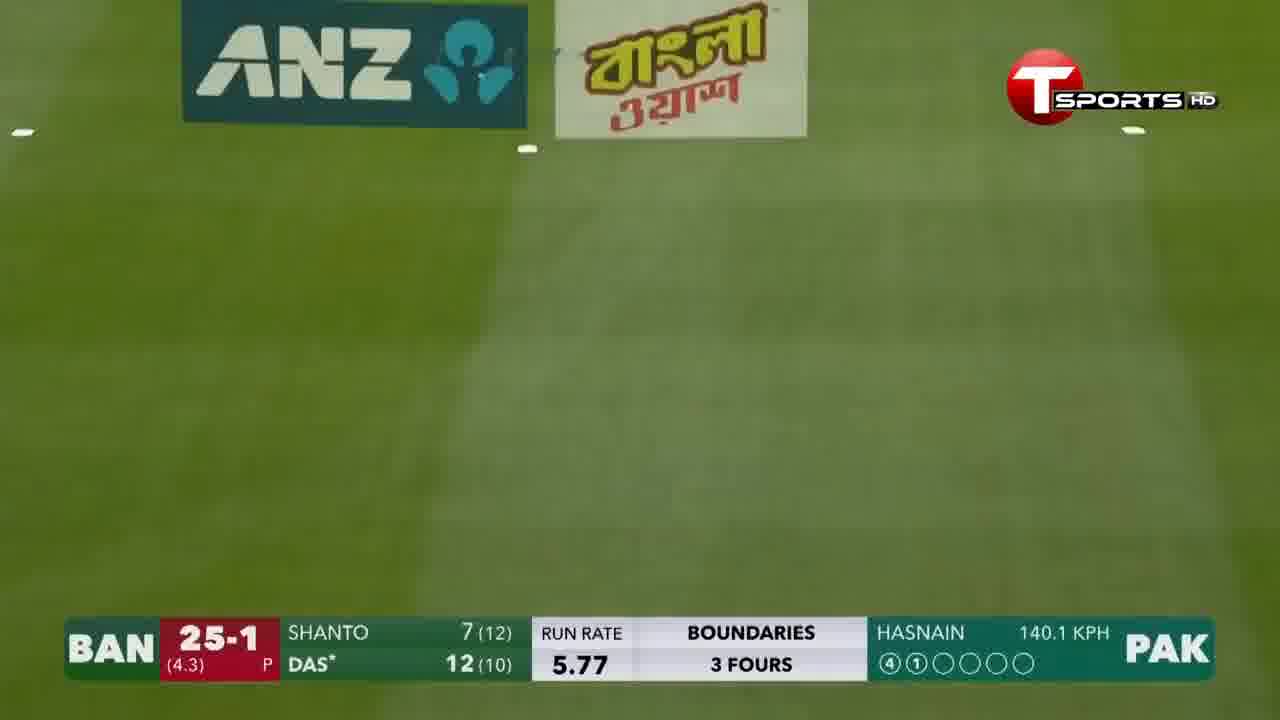 ANZ
বাংলা
ওয়াশ
T SPORTS HD
BAN 25-1 (4.3) P
SHANTO 7 (12)
DAS* 12 (10)
RUN RATE 5.77
BOUNDARIES 3 FOURS
HASNAIN 140.1 KPH
4 1
PAK